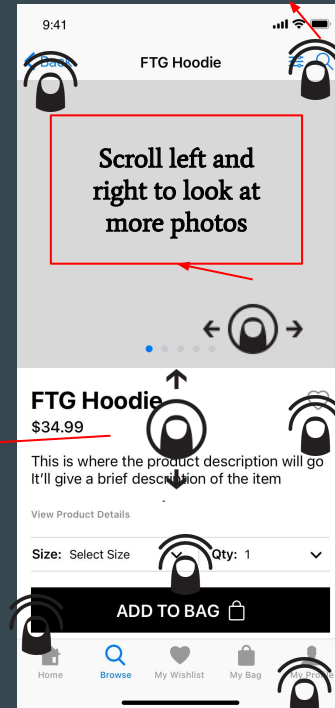 9:41
Back
FTG Hoodie
Scroll left and
right to look at
more photos
FTG Hoodie
$34.99
This is where the product description will go
It'll give a brief description of the item
View Product Details
Size: Select Size Qty: 1
ADD TO BAG
Home Browse My Wishlist My Bag My Profile